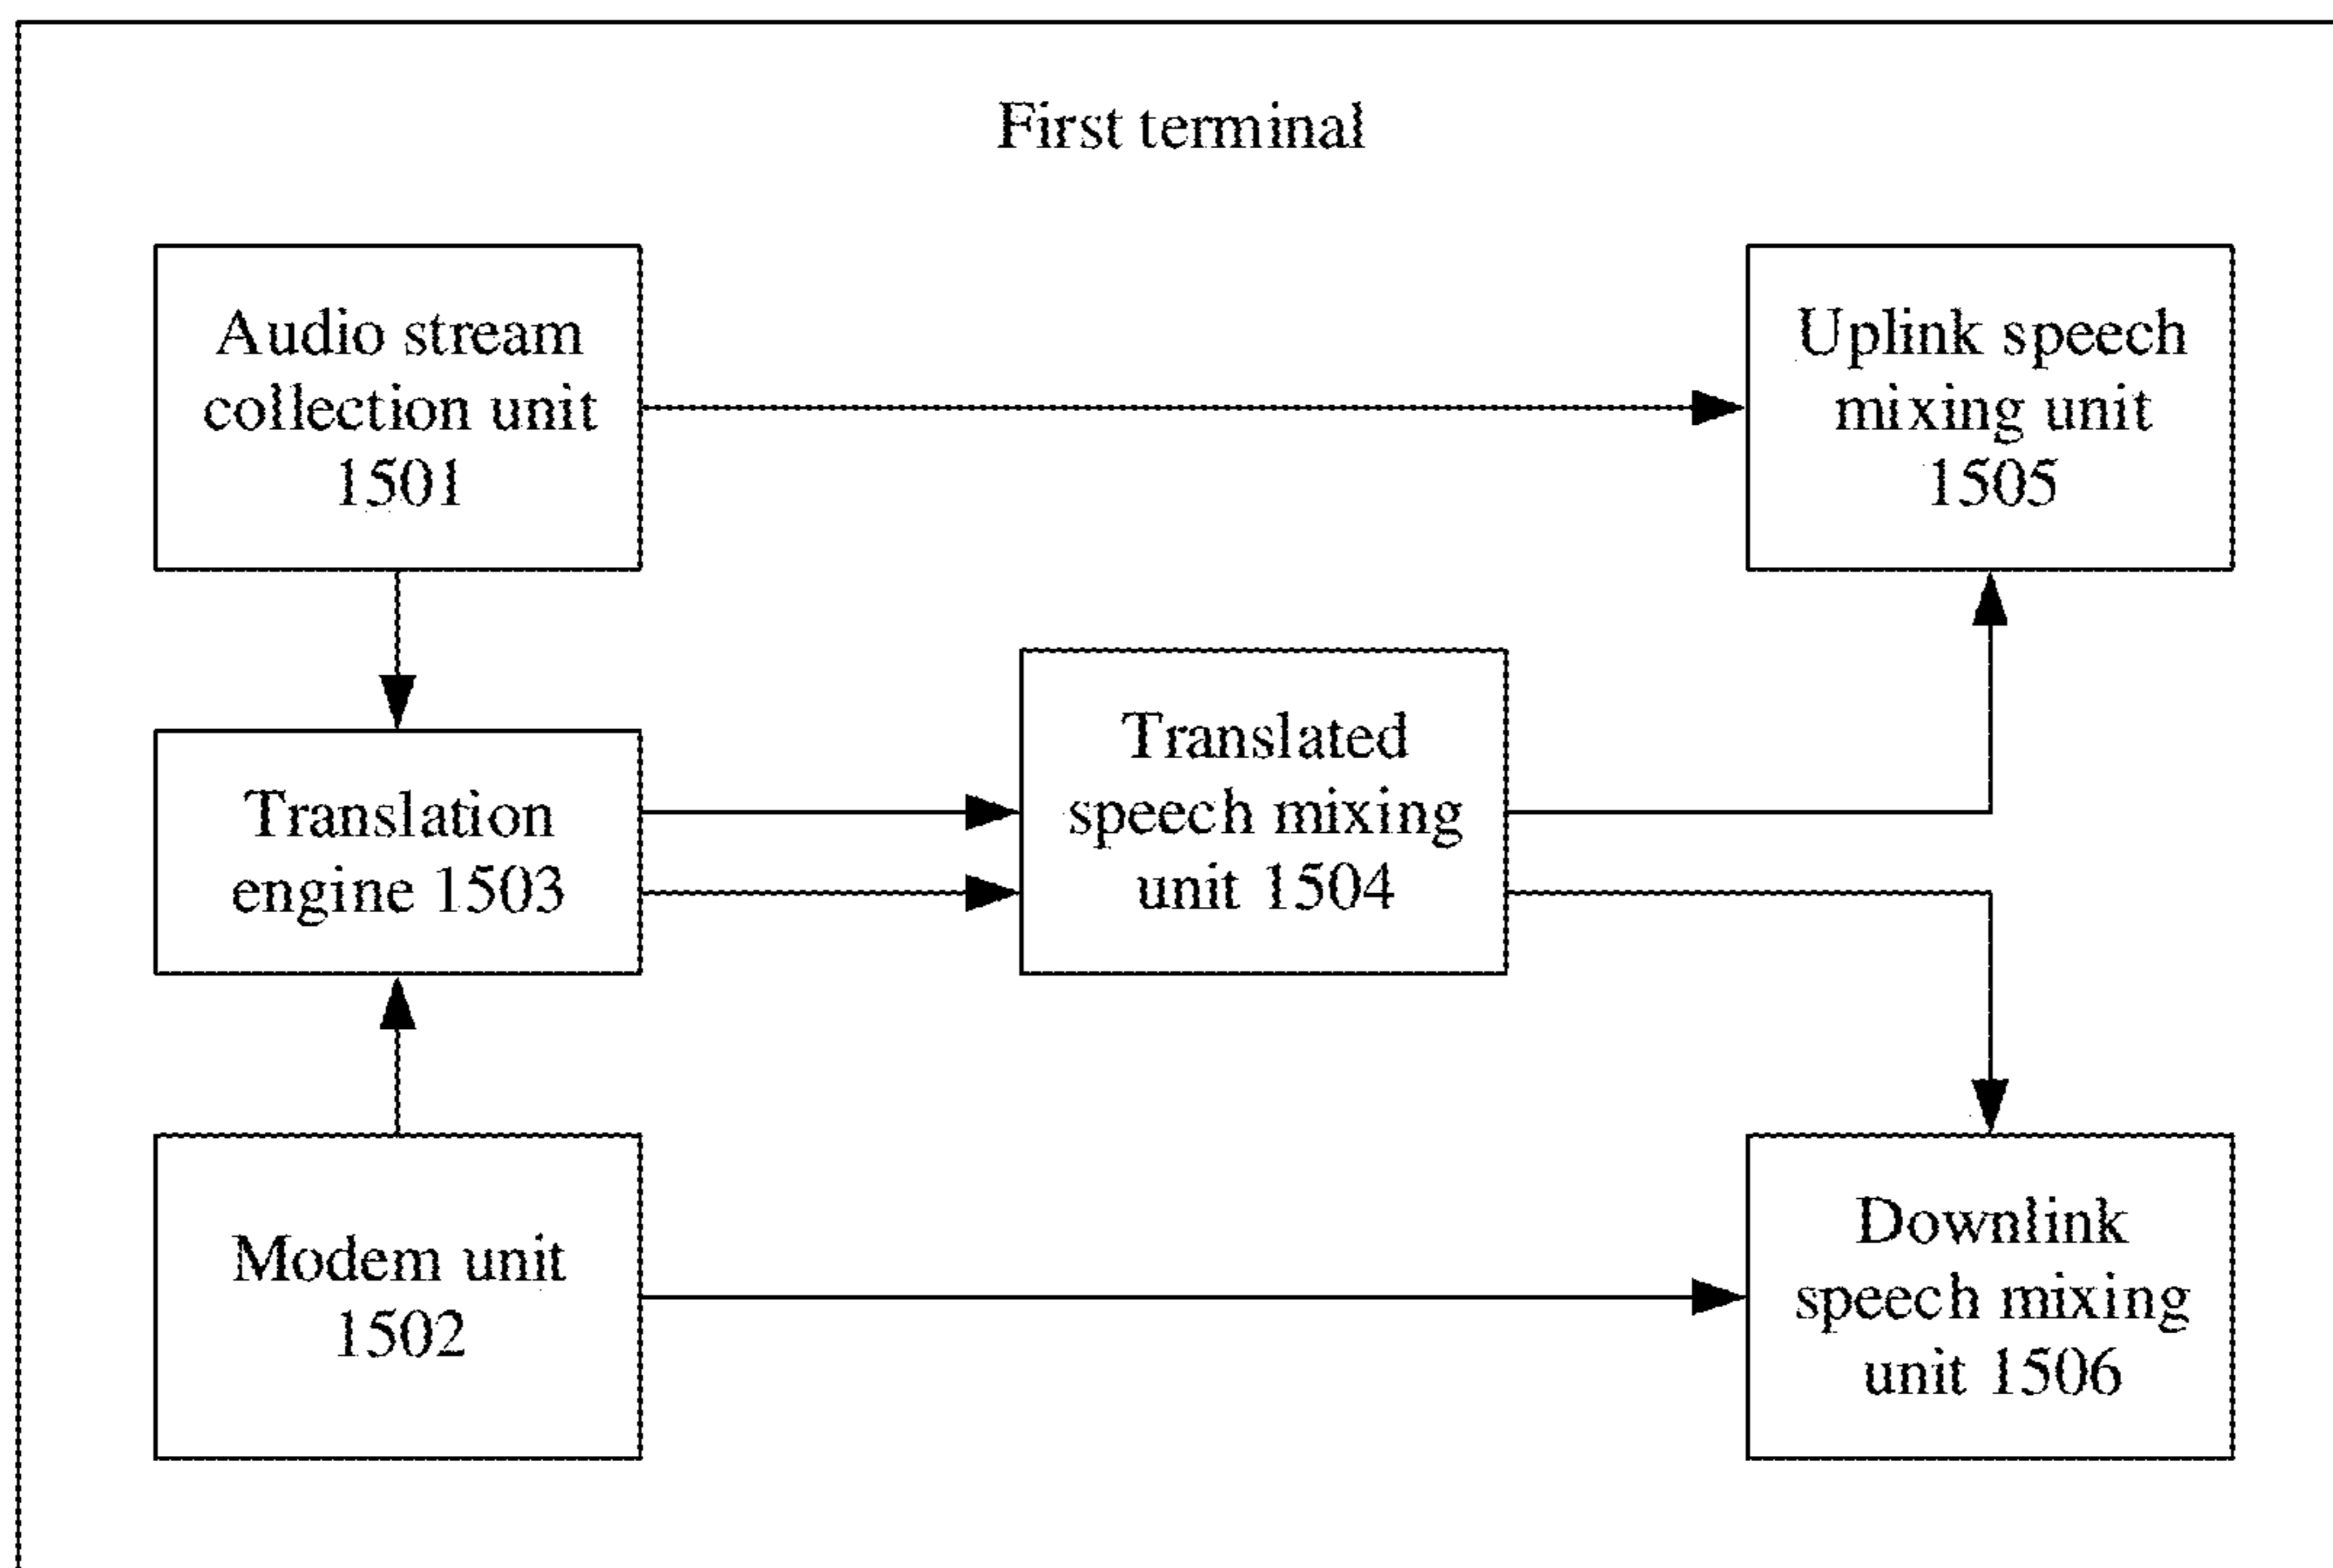 First terminal
Audio stream
collection unit
1501
Uplink speech
mixing unit
1505
Translation
engine 1503
Translated
speech mixing
unit 1504
Modem unit
1502
Downlink
speech mixing
unit 1506